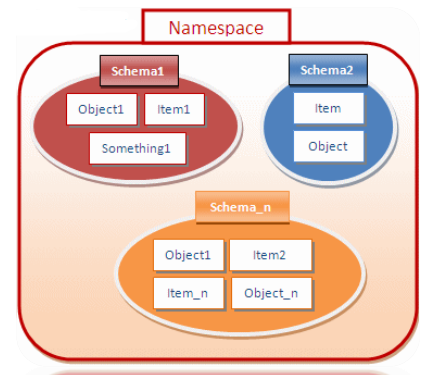 Namespace
Schema1
Schema2
Object1 Item1
Something1
Item
Object
Schema_n
Object1 Item2
Item_n Object_n